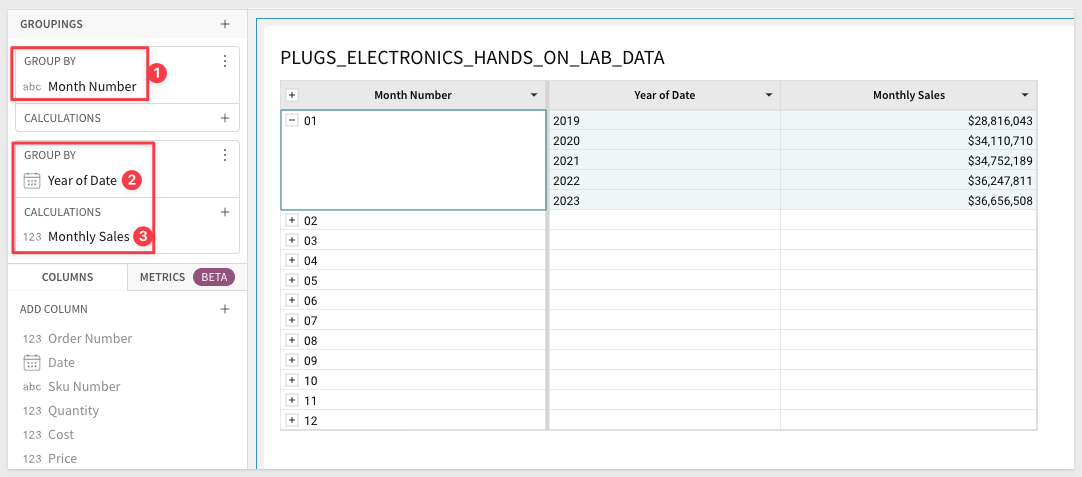 GROUPINGS +
GROUP BY
abc Month Number 1
CALCULATIONS +
GROUP BY
Year of Date 2
CALCULATIONS +
123 Monthly Sales 3
COLUMNS METRICS BETA
ADD COLUMN +
123 Order Number
Date
abc Sku Number
123 Quantity
123 Cost
123 Price
PLUGS_ELECTRONICS_HANDS_ON_LAB_DATA
+ Month Number Year of Date Monthly Sales
− 01 2019 $28,816,043
2020 $34,110,710
2021 $34,752,189
2022 $36,247,811
2023 $36,656,508
+ 02
+ 03
+ 04
+ 05
+ 06
+ 07
+ 08
+ 09
+ 10
+ 11
+ 12